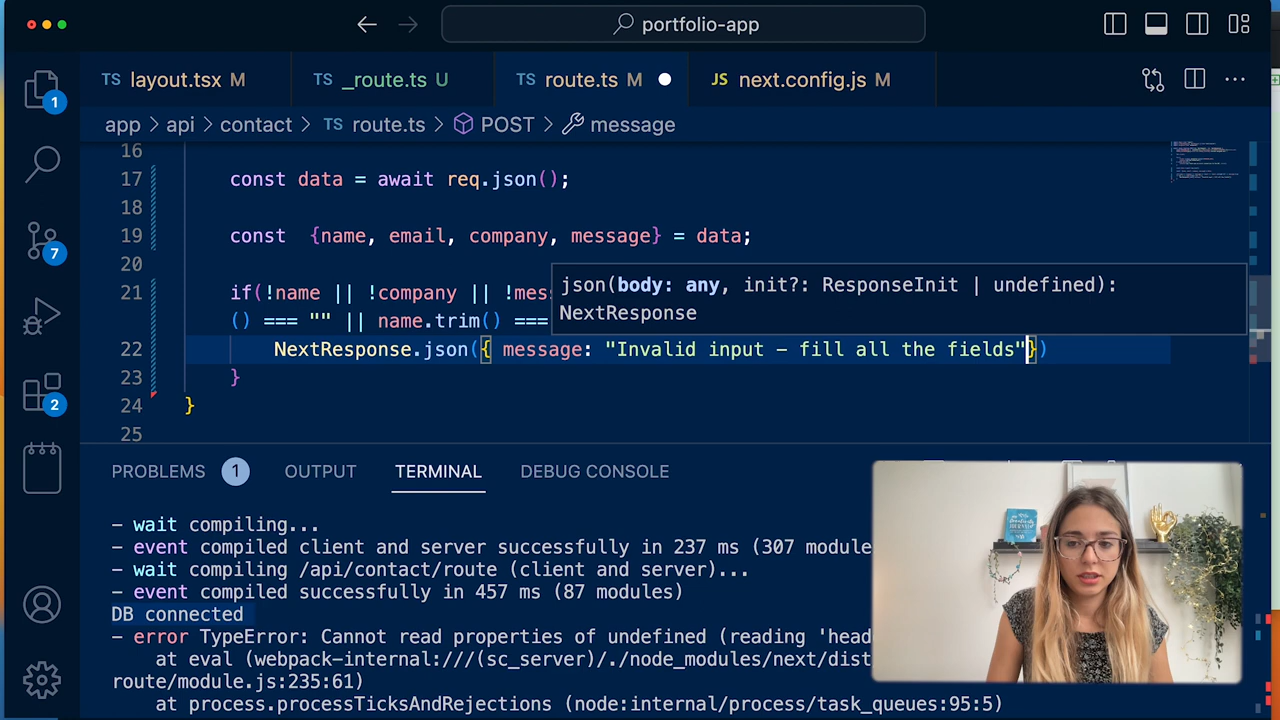 portfolio-app
TS layout.tsx M
TS _route.ts U
TS route.ts M
JS next.config.js M
app > api > contact > TS route.ts > POST > message
16
17 const data = await req.json();
18
19 const {name, email, company, message} = data;
20
21 if(!name || !company || !mes
() === "" || name.trim() ===
json(body: any, init?: ResponseInit | undefined):
NextResponse
22 NextResponse.json({ message: "Invalid input – fill all the fields"})
23 }
24 }
25
1
7
2
PROBLEMS 1 OUTPUT TERMINAL DEBUG CONSOLE
- wait compiling...
- event compiled client and server successfully in 237 ms (307 module
- wait compiling /api/contact/route (client and server)...
- event compiled successfully in 457 ms (87 modules)
DB connected
- error TypeError: Cannot read properties of undefined (reading 'head
at eval (webpack-internal:///(sc_server)/./node_modules/next/dist
route/module.js:235:61)
at process.processTicksAndRejections (node:internal/process/task_queues:95:5)